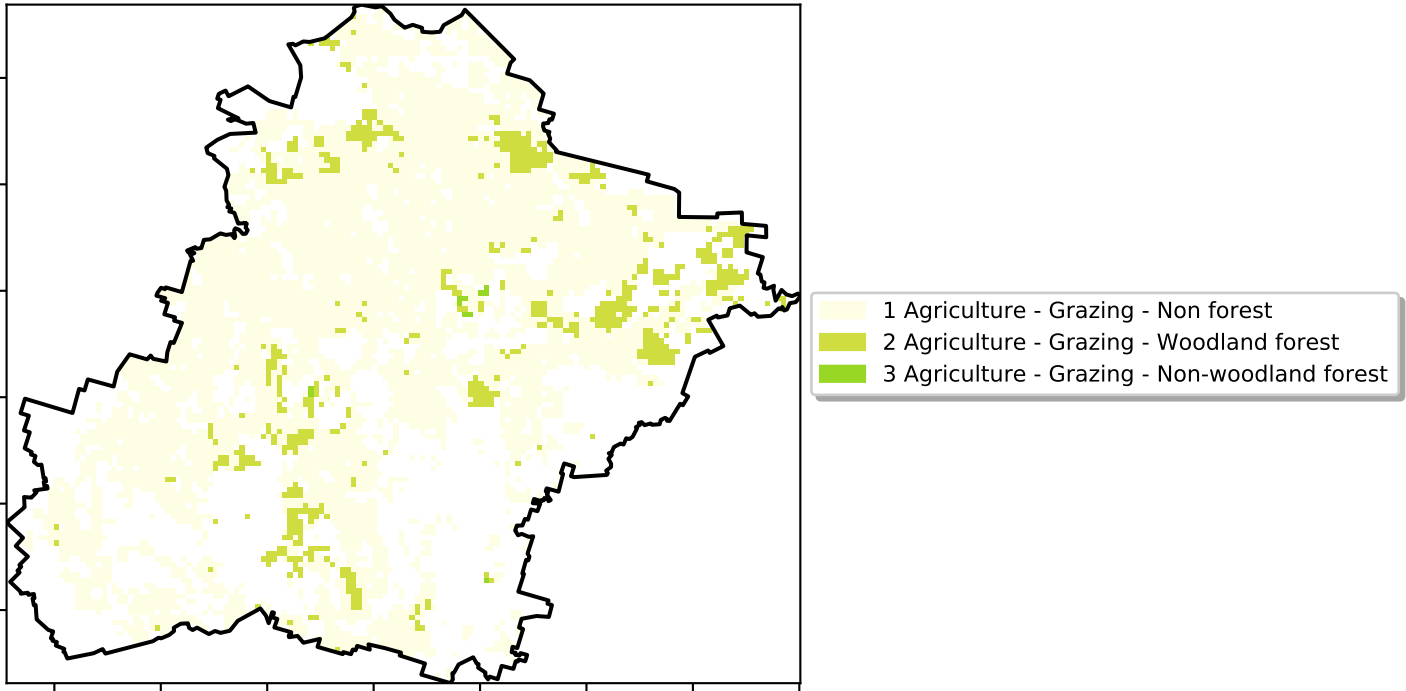 1 Agriculture - Grazing - Non forest
2 Agriculture - Grazing - Woodland forest
3 Agriculture - Grazing - Non-woodland forest